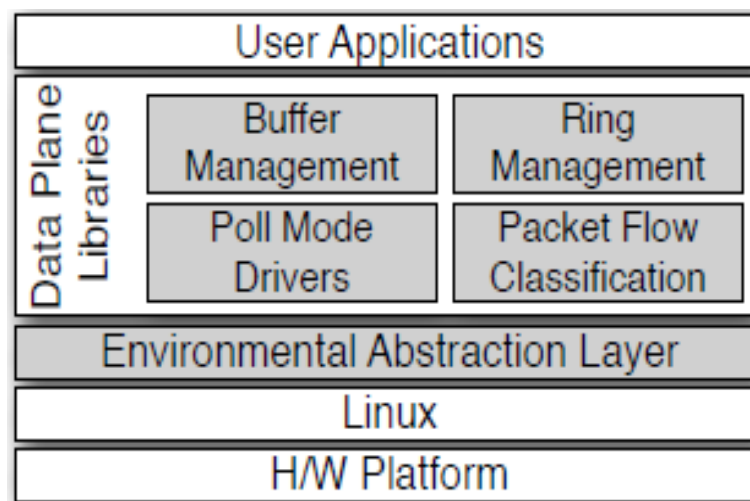 User Applications
Data Plane
Libraries
Buffer
Management
Ring
Management
Poll Mode
Drivers
Packet Flow
Classification
Environmental Abstraction Layer
Linux
H/W Platform